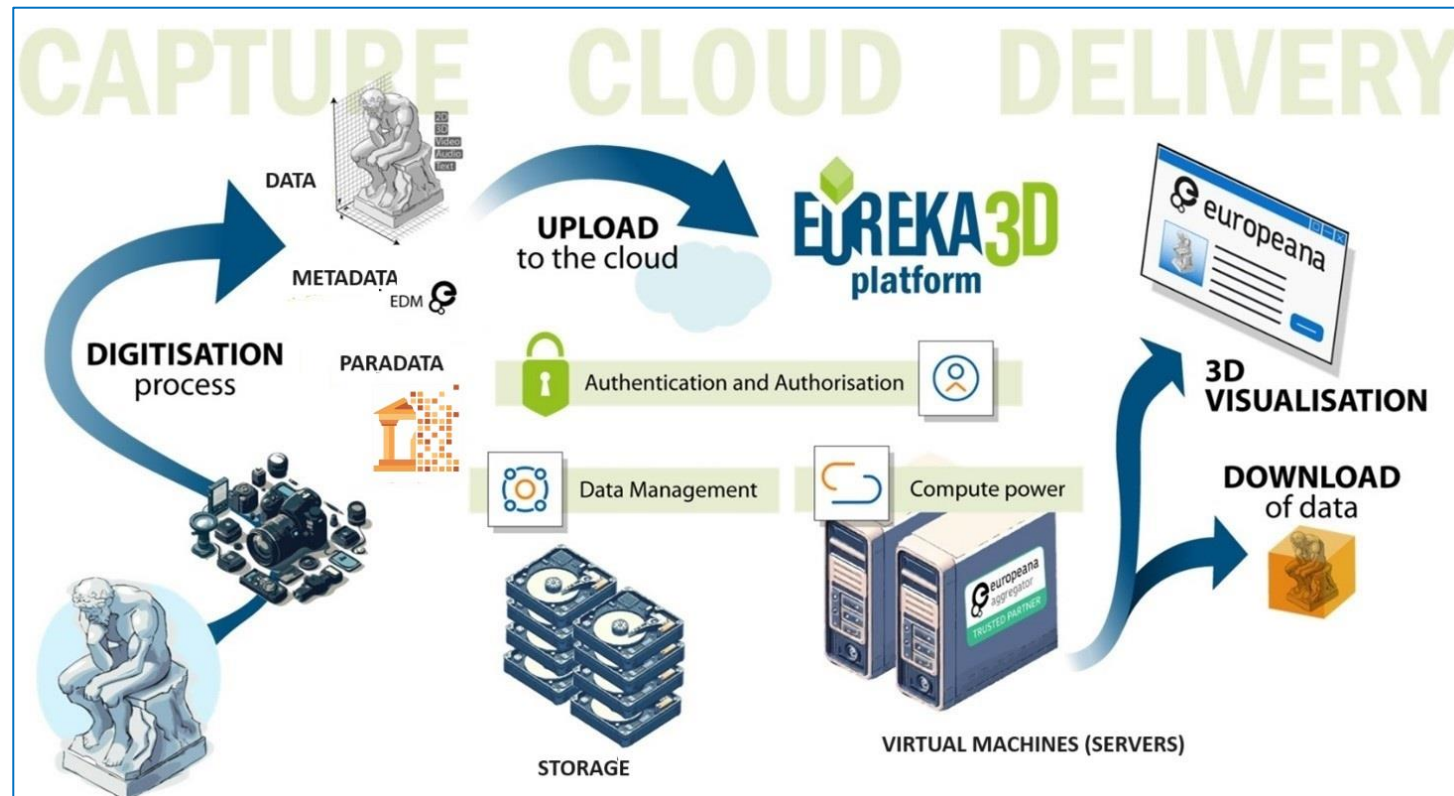 CAPTURE CLOUD DELIVERY
2D
3D
Video
Audio
Text
DATA
METADATA
EDM
PARADATA
DIGITISATION
process
UPLOAD
to the cloud
EUREKA3D
platform
Authentication and Authorisation
Data Management
Compute power
STORAGE
europeana
aggregator
TRUSTED PARTNER
VIRTUAL MACHINES (SERVERS)
europeana
3D
VISUALISATION
DOWNLOAD
of data